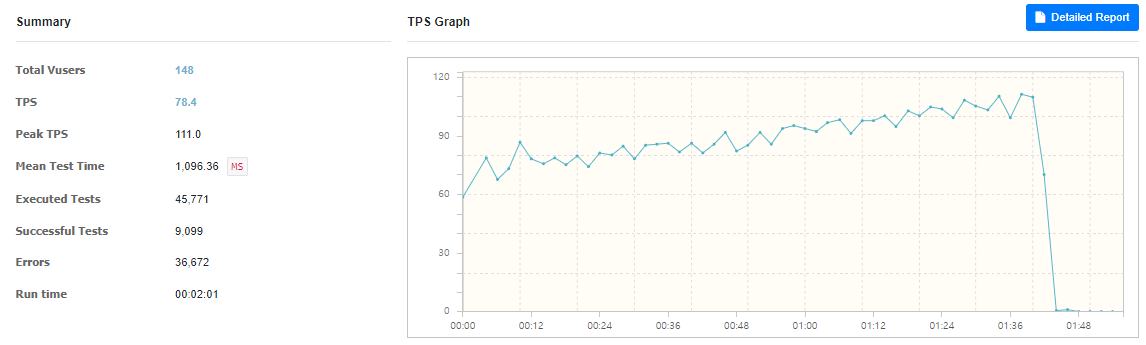 Summary
Total Vusers 148
TPS 78.4
Peak TPS 111.0
Mean Test Time 1,096.36 MS
Executed Tests 45,771
Successful Tests 9,099
Errors 36,672
Run time 00:02:01
TPS Graph
Detailed Report
120
90
60
30
0
00:00 00:12 00:24 00:36 00:48 01:00 01:12 01:24 01:36 01:48